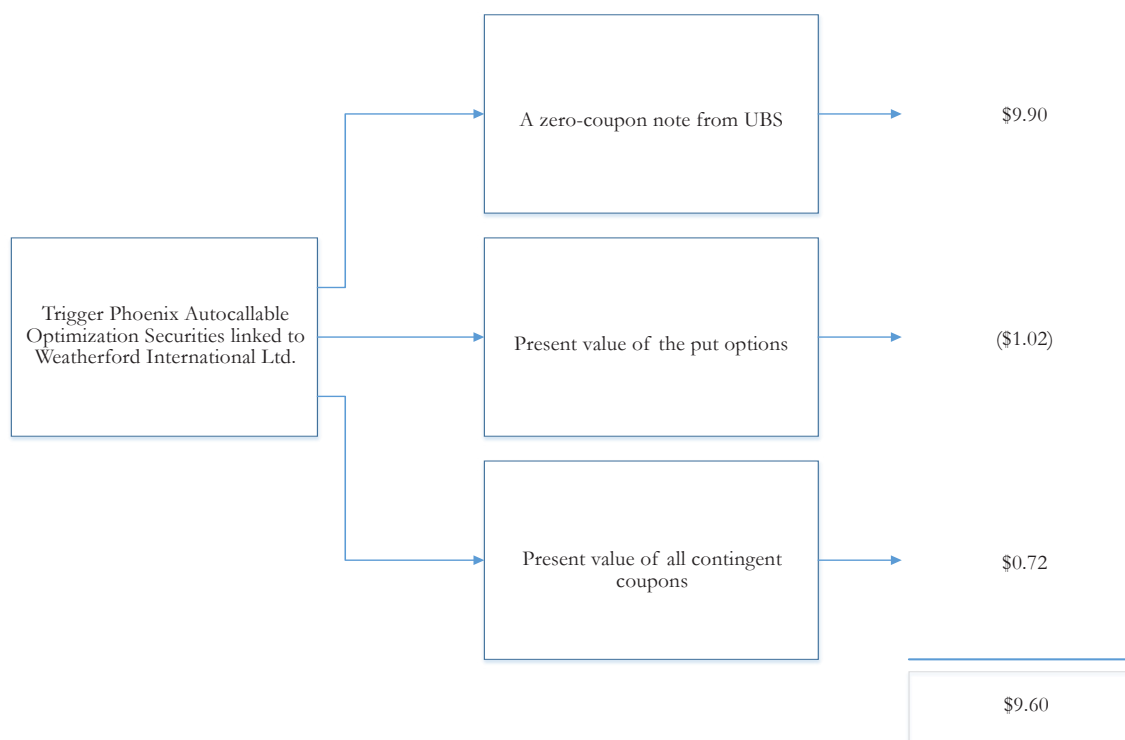 A zero-coupon note from UBS
$9.90
Trigger Phoenix Autocallable
Optimization Securities linked to
Weatherford International Ltd.
Present value of the put options
($1.02)
Present value of all contingent
coupons
$0.72
$9.60